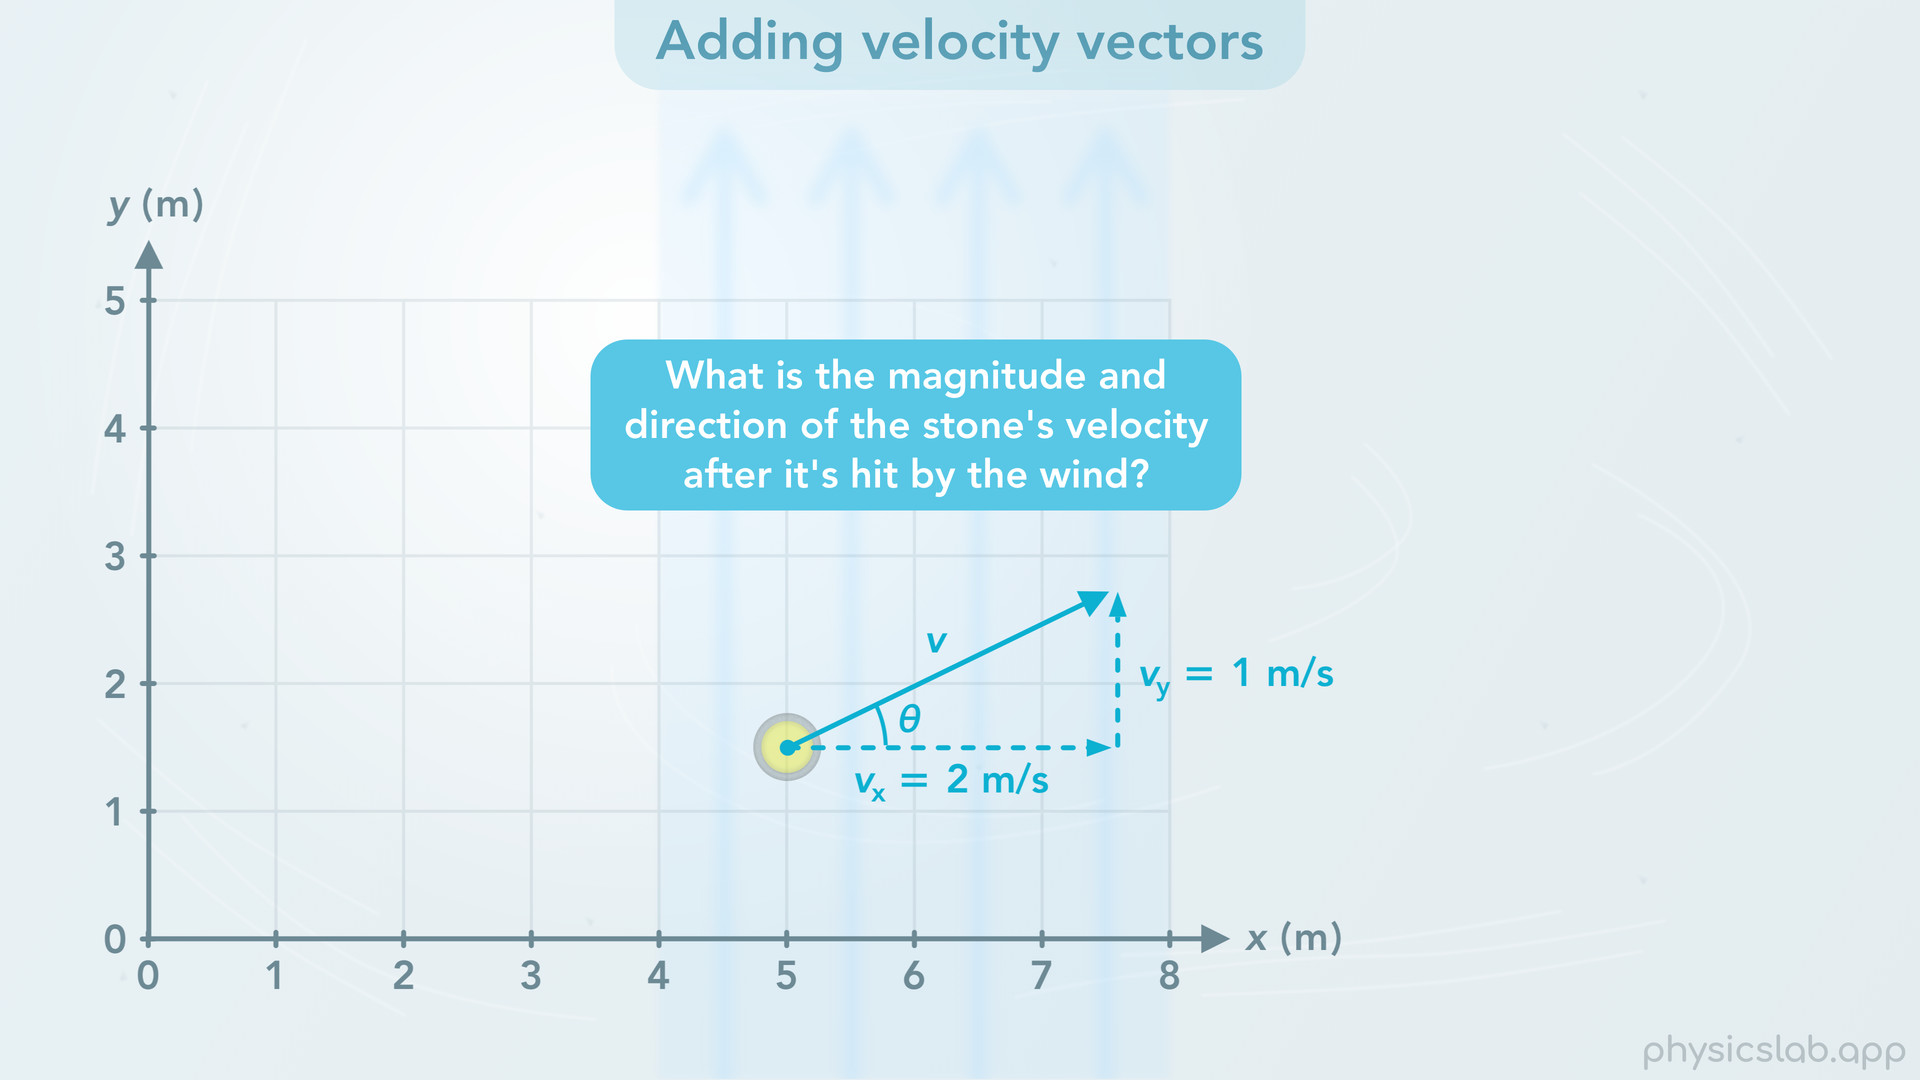 Adding velocity vectors
y (m)
5
4
3
2
1
0
What is the magnitude and
direction of the stone's velocity
after it's hit by the wind?
v
θ
vy = 1 m/s
vx = 2 m/s
0 1 2 3 4 5 6 7 8
x (m)
physicslab.app